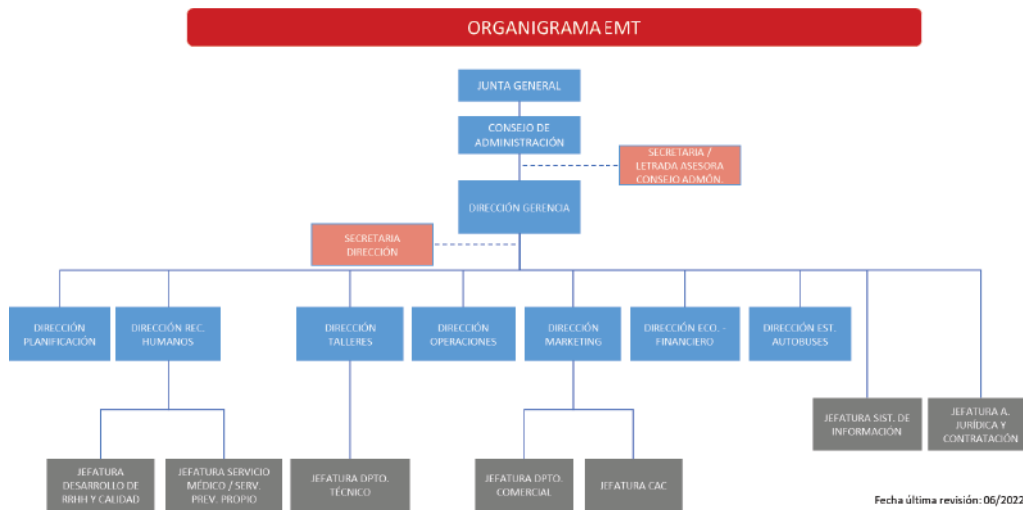 ORGANIGRAMA EMT
JUNTA GENERAL
CONSEJO DE
ADMINISTRACIÓN
SECRETARIA /
LETRADA ASESORA
CONSEJO ADMÓN.
DIRECCIÓN GERENCIA
SECRETARIA
DIRECCIÓN
DIRECCIÓN
PLANIFICACIÓN
DIRECCIÓN REC.
HUMANOS
DIRECCIÓN
TALLERES
DIRECCIÓN
OPERACIONES
DIRECCIÓN
MARKETING
DIRECCIÓN ECO. -
FINANCIERO
DIRECCIÓN EST.
AUTOBUSES
JEFATURA SIST. DE
INFORMACIÓN
JEFATURA A.
JURÍDICA Y
CONTRATACIÓN
JEFATURA
DESARROLLO DE
RRHH Y CALIDAD
JEFATURA SERVICIO
MÉDICO / SERV.
PREV. PROPIO
JEFATURA DPTO.
TÉCNICO
JEFATURA DPTO.
COMERCIAL
JEFATURA CAC
Fecha última revisión: 06/2022